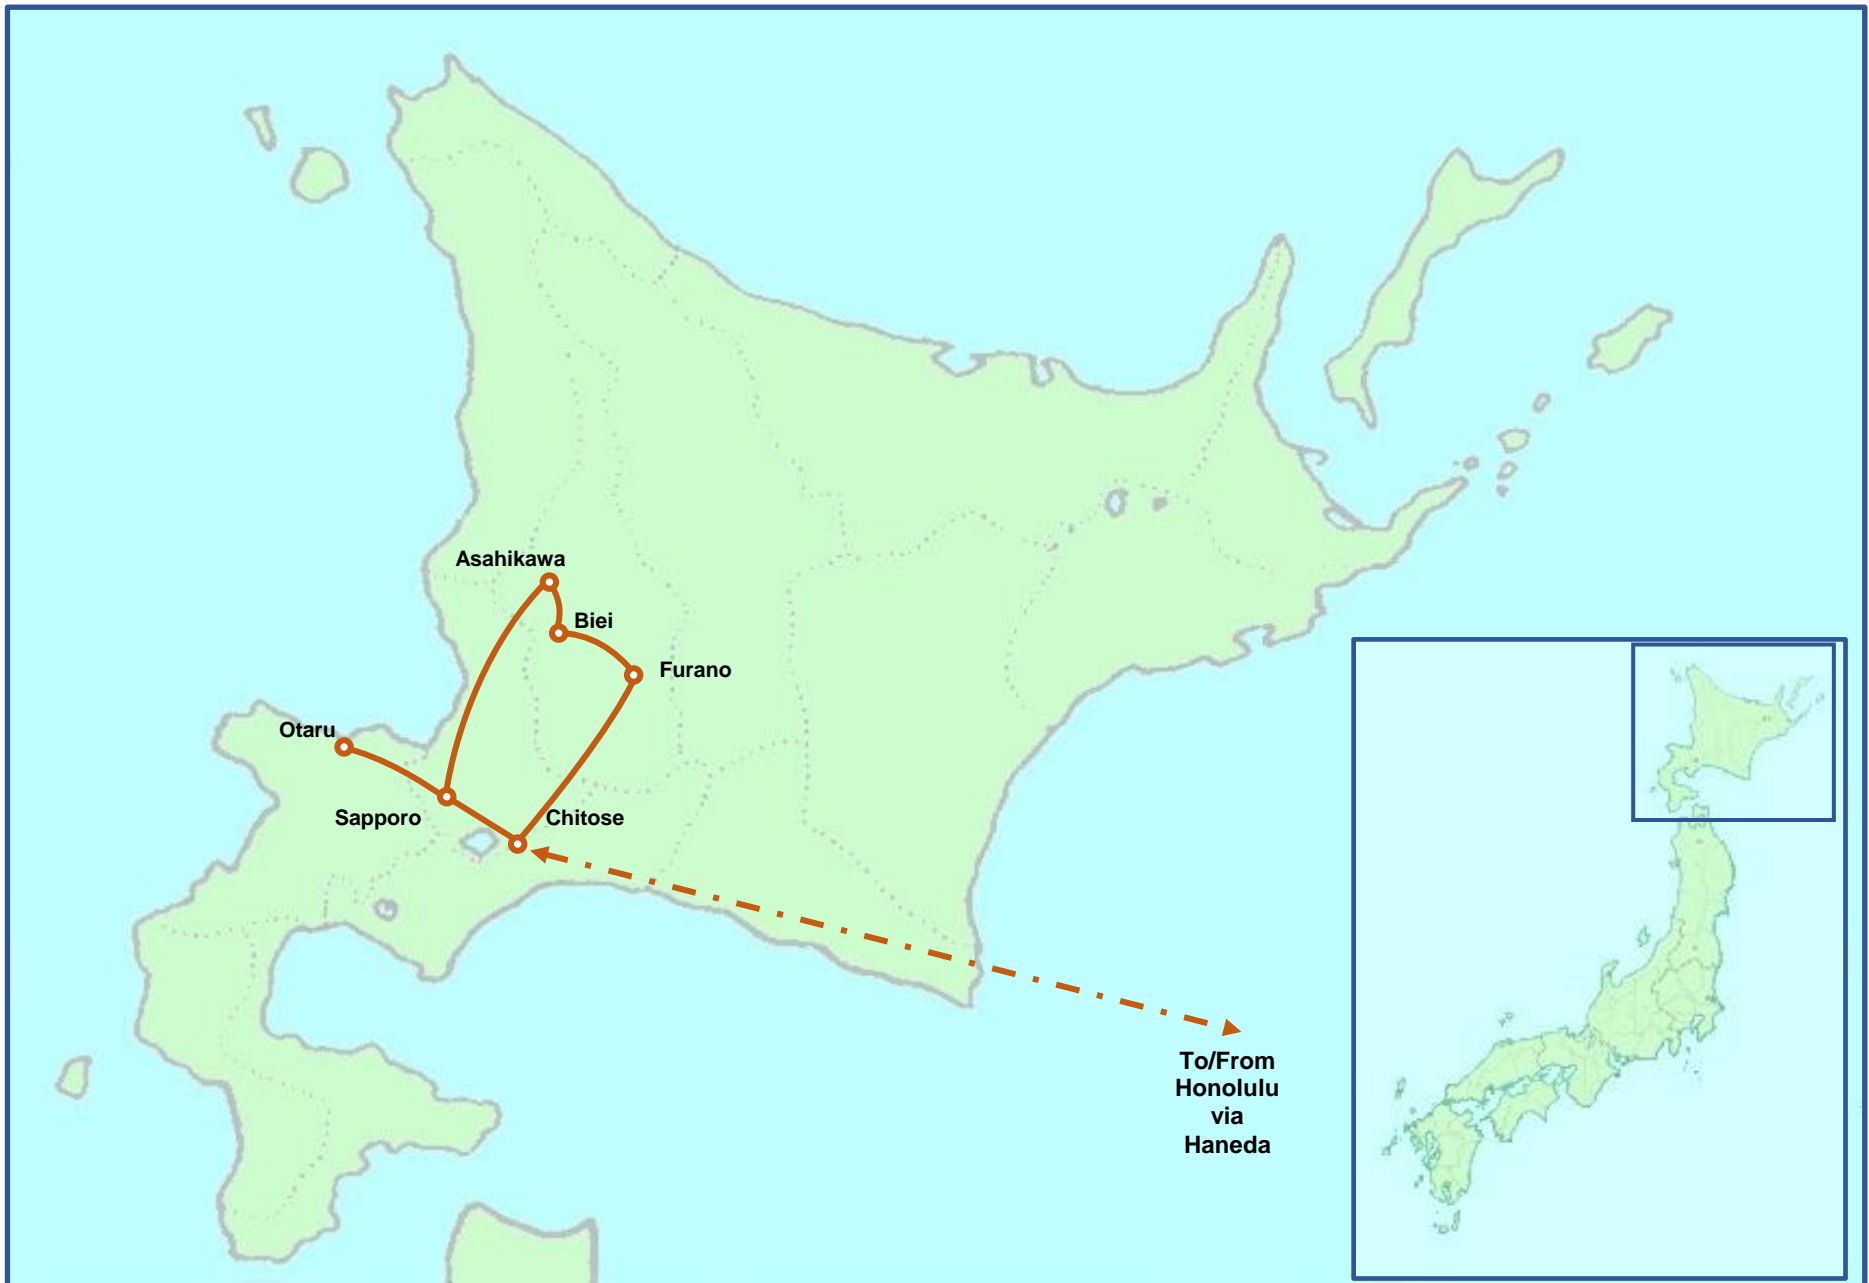 Asahikawa
Biei
Furano
Otaru
Sapporo
Chitose
To/From
Honolulu
via
Haneda